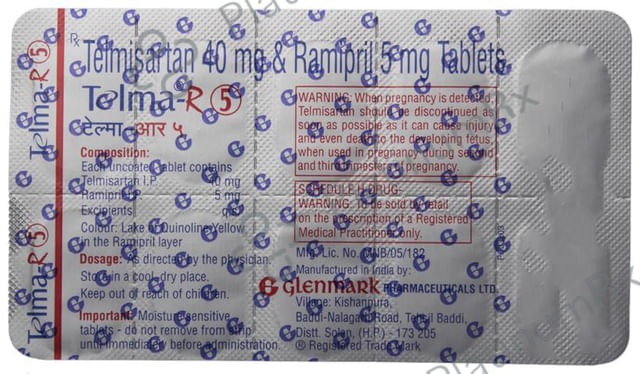 Telma-R 5
Telma-R 5
Rx
Telmisartan 40 mg & Ramipril 5 mg Tablets
Telma-R 5
टेल्मा-आर ५
Composition:
Each uncoated tablet contains
Telmisartan I.P. 40 mg
Ramipril I.P. 5 mg
Excipients q.s.
Colour: Lake of Quinoline Yellow
in the Ramipril layer
Dosage: As directed by the physician.
Store in a cool, dry place.
Keep out of reach of children.
Important: Moisture sensitive
tablets - do not remove from strip
until immediately before administration.
WARNING: When pregnancy is detected,
Telmisartan should be discontinued as
soon as possible as it can cause injury
and even death to the developing fetus,
when used in pregnancy during second
and third trimester of pregnancy.
SCHEDULE H DRUG-
WARNING: To be sold by retail
on the prescription of a Registered
Medical Practitioner only.
Mfg. Lic. No. MNB/05/182
Manufactured in India by:
G glenmark PHARMACEUTICALS LTD.
Village: Kishanpura,
Baddi-Nalagarh Road, Tehsil Baddi,
Distt. Solan, (H.P.) - 173 205
® Registered Trade Mark